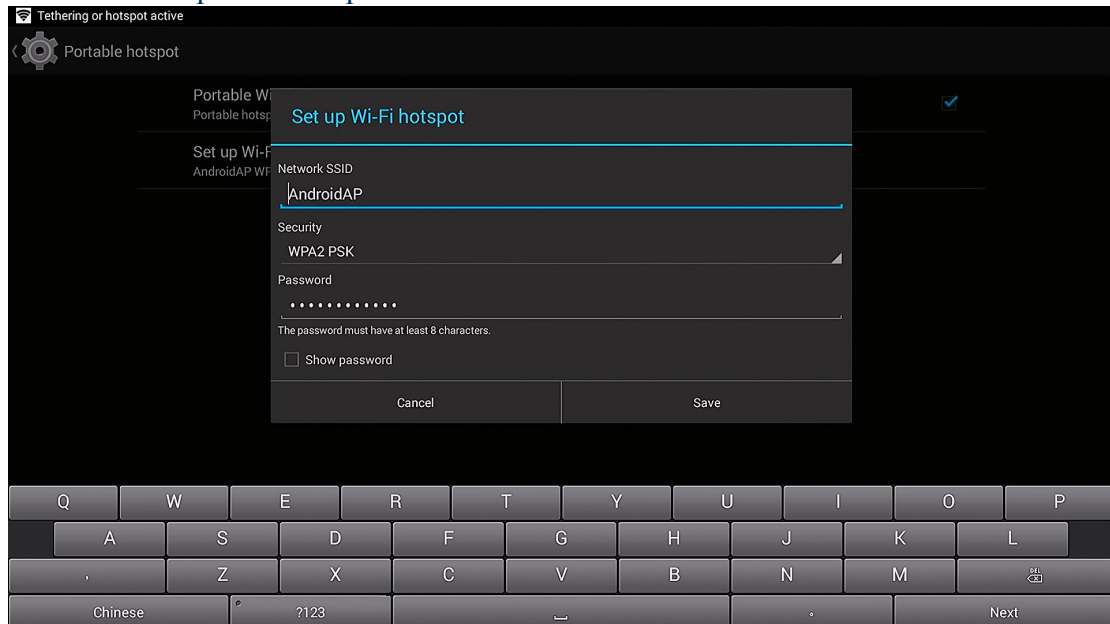 Tethering or hotspot active
Portable hotspot
Portable Wi
Portable hotsp
Set up Wi-F
AndroidAP WP
Set up Wi-Fi hotspot
Network SSID
AndroidAP
Security
WPA2 PSK
Password
••••••••••••
The password must have at least 8 characters.
Show password
Cancel Save
Q W E R T Y U I O P
A S D F G H J K L
, Z X C V B N M DEL
Chinese ?123 Next